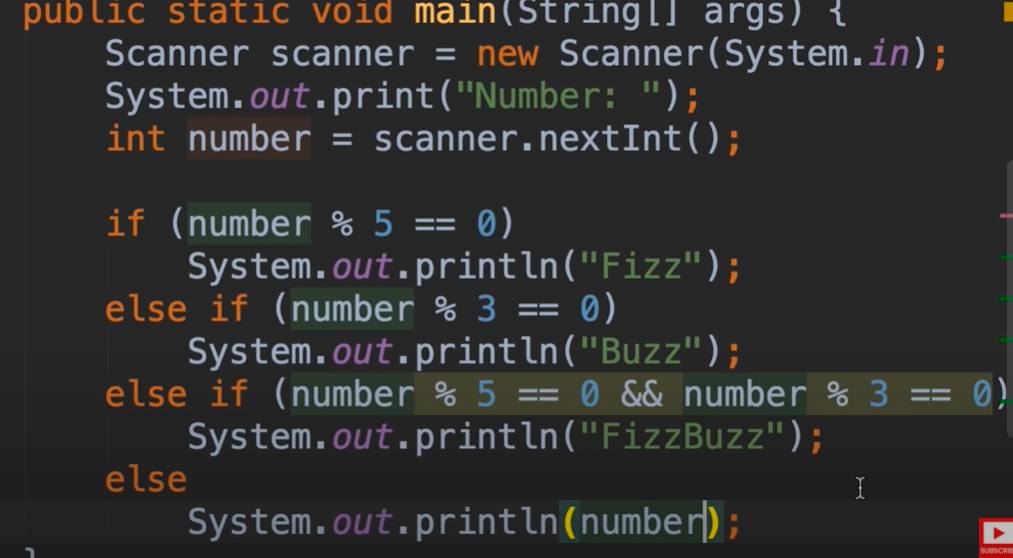 public static void main(String[] args) {
Scanner scanner = new Scanner(System.in);
System.out.print("Number: ");
int number = scanner.nextInt();
if (number % 5 == 0)
System.out.println("Fizz");
else if (number % 3 == 0)
System.out.println("Buzz");
else if (number % 5 == 0 && number % 3 == 0)
System.out.println("FizzBuzz");
else
System.out.println(number);
}
SUBSCRIBE